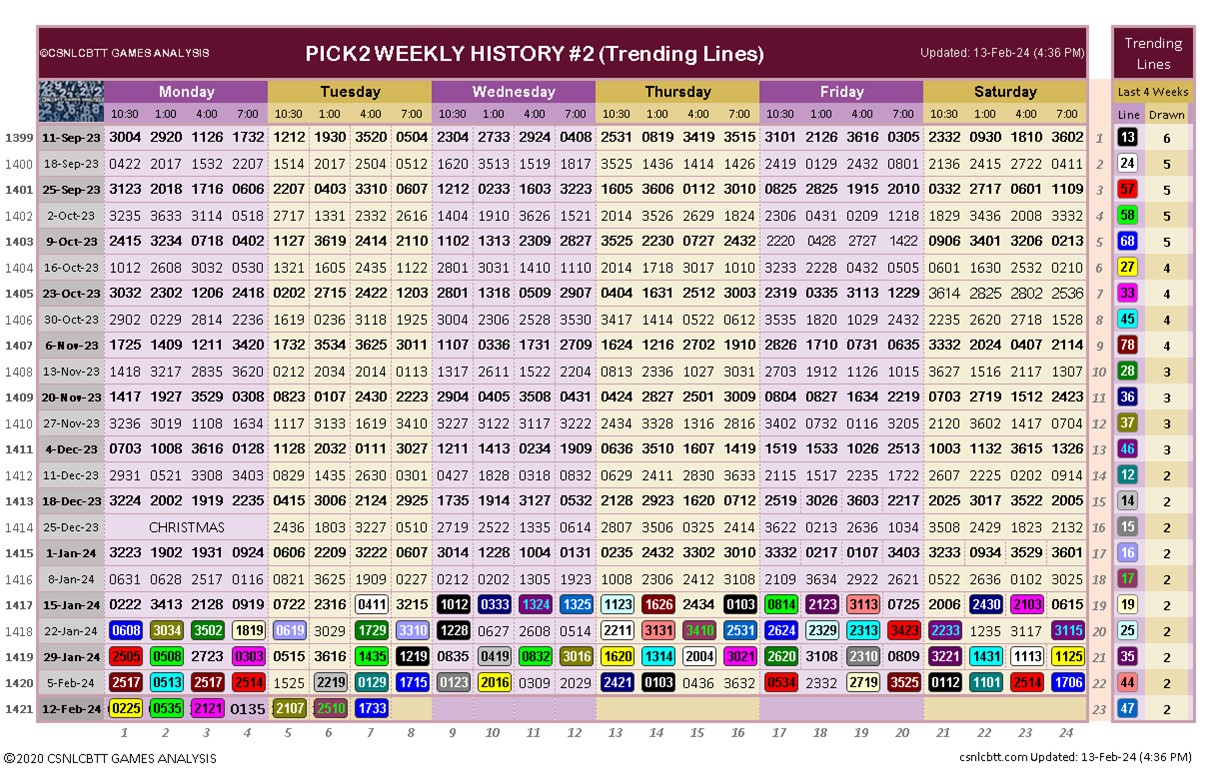 ©CSNLCBTT GAMES ANALYSIS PICK2 WEEKLY HISTORY #2 (Trending Lines) Updated: 13-Feb-24 (4:36 PM) Trending Lines
Monday Tuesday Wednesday Thursday Friday Saturday Last 4 Weeks
10:30 1:00 4:00 7:00 10:30 1:00 4:00 7:00 10:30 1:00 4:00 7:00 10:30 1:00 4:00 7:00 10:30 1:00 4:00 7:00 10:30 1:00 4:00 7:00 Line Drawn
1399 11-Sep-23 3004 2920 1126 1732 1212 1930 3520 0504 2304 2733 2924 0408 2531 0819 3419 3515 3101 2126 3616 0305 2332 0930 1810 3602 1 13 6
1400 18-Sep-23 0422 2017 1532 2207 1514 2017 2504 0512 1620 3513 1519 1817 3525 1436 1414 1426 2419 0129 2432 0801 2136 2415 2722 0411 2 24 5
1401 25-Sep-23 3123 2018 1716 0606 2207 0403 3310 0607 1212 0233 1603 3223 1605 3606 0112 3010 0825 2825 1915 2010 0332 2717 0601 1109 3 57 5
1402 2-Oct-23 3235 3633 3114 0518 2717 1331 2332 2616 1404 1910 3626 1521 2014 3526 2629 1824 2306 0431 0209 1218 1829 3436 2008 3332 4 58 5
1403 9-Oct-23 2415 3234 0718 0402 1127 3619 2414 2110 1102 1313 2309 2827 3525 2230 0727 2432 2220 0428 2727 1422 0906 3401 3206 0213 5 68 5
1404 16-Oct-23 1012 2608 3032 0530 1321 1605 2435 1122 2801 3031 1410 1110 2014 1718 3017 1010 3233 2228 0432 0505 0601 1630 2532 0210 6 27 4
1405 23-Oct-23 3032 2302 1206 2418 0202 2715 2422 1203 2801 1318 0509 2907 0404 1631 2512 3003 2319 0335 3113 1229 3614 2825 2802 2536 7 33 4
1406 30-Oct-23 2902 0229 2814 2236 1619 0236 3118 1925 3004 2306 2528 3530 3417 1414 0522 0612 3535 1820 1029 2432 2235 2620 2718 1528 8 45 4
1407 6-Nov-23 1725 1409 1211 3420 1732 3534 3625 3011 1107 0336 1731 2709 1624 1216 2702 1910 2826 1710 0731 0635 3332 2024 0407 2114 9 78 4
1408 13-Nov-23 1418 3217 2835 3620 0212 2034 2014 0113 1317 2611 1522 2204 0813 2336 1027 3031 2703 1912 1126 1015 3627 1516 2117 1307 10 28 3
1409 20-Nov-23 1417 1927 3529 0308 0823 0107 2430 2223 2904 0405 3508 0431 0424 2827 2501 3009 0804 0827 1634 2219 0703 2719 1512 2423 11 36 3
1410 27-Nov-23 3236 3019 1108 1634 1117 3133 1619 3410 3227 3122 3117 3222 2434 3328 1316 2816 3402 0732 0116 3205 2120 3602 1417 0704 12 37 3
1411 4-Dec-23 0703 1008 3616 0128 1128 2032 0111 3027 1211 1413 0234 1909 0636 3510 1607 1419 1519 1533 1026 2513 1003 1132 3615 1326 13 46 3
1412 11-Dec-23 2931 0521 3308 3403 0829 1435 2630 0301 0427 1828 0318 0832 0629 2411 2830 3633 2115 1517 2235 1722 2607 2225 0202 0914 14 12 2
1413 18-Dec-23 3224 2002 1919 2235 0415 3006 2124 2925 1735 1914 3127 0532 2128 2923 1620 0712 2519 3026 3603 2217 2025 3017 3522 2005 15 14 2
1414 25-Dec-23 CHRISTMAS 2436 1803 3227 0510 2719 2522 1335 0614 2807 3506 0325 2414 3622 0213 2636 1034 3508 2429 1823 2132 16 15 2
1415 1-Jan-24 3223 1902 1931 0924 0606 2209 3222 0607 3014 1228 1004 0131 0235 2432 3302 3010 3332 0217 0107 3403 3233 0934 3529 3601 17 16 2
1416 8-Jan-24 0631 0628 2517 0116 0821 3625 1909 0227 0212 0202 1305 1923 1008 2306 2412 3108 2109 3634 2922 2621 0522 2636 0102 3025 18 17 2
1417 15-Jan-24 0222 3413 2128 0919 0722 2316 0411 3215 1012 0333 1324 1325 1123 1626 2434 0103 0814 2123 3113 0725 2006 2430 2103 0615 19 19 2
1418 22-Jan-24 0608 3034 3502 1819 0619 3029 1729 3310 1228 0627 2608 0514 2211 3131 3410 2531 2624 2329 2313 3423 2233 1235 3117 3115 20 25 2
1419 29-Jan-24 2505 0508 2723 0303 0515 3616 1435 1219 0835 0419 0832 3016 1620 1314 2004 3021 2620 3108 2310 0809 3221 1431 1113 1125 21 35 2
1420 5-Feb-24 2517 0513 2517 2514 1525 2219 0129 1715 0123 2016 0309 2029 2421 0103 0436 3632 0534 2332 2719 3525 0112 1101 2514 1706 22 44 2
1421 12-Feb-24 0225 0535 2121 0135 2107 2510 1733 23 47 2
1 2 3 4 5 6 7 8 9 10 11 12 13 14 15 16 17 18 19 20 21 22 23 24
©2020 CSNLCBTT GAMES ANALYSIS csnlcbtt.com Updated: 13-Feb-24 (4:36 PM)